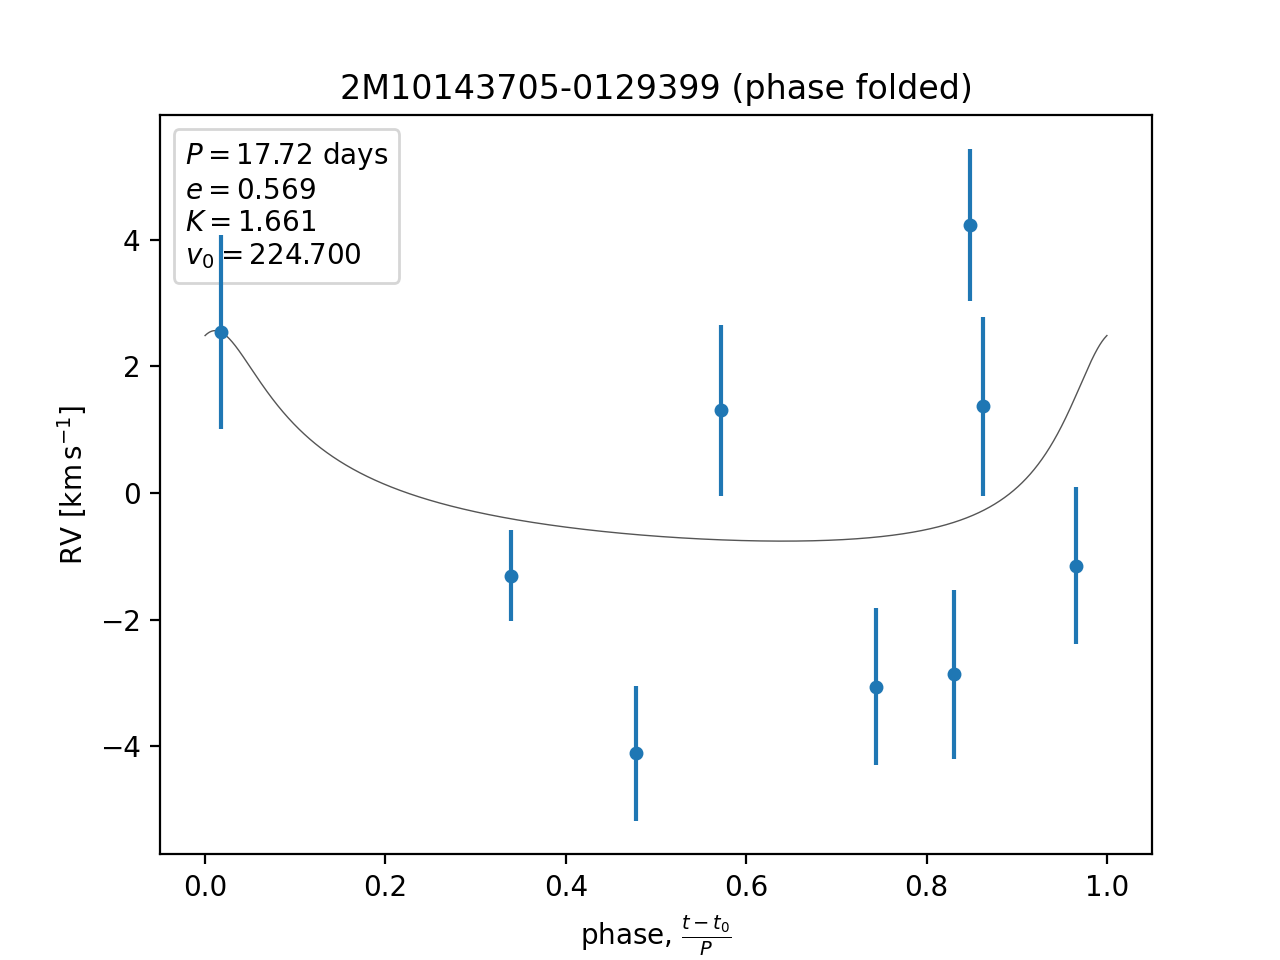 2M10143705-0129399 (phase folded)
P = 17.72 days
e = 0.569
K = 1.661
v₀ = 224.700
4
2
0
−2
−4
RV [km s⁻¹]
0.0 0.2 0.4 0.6 0.8 1.0
phase, (t − t₀)/P